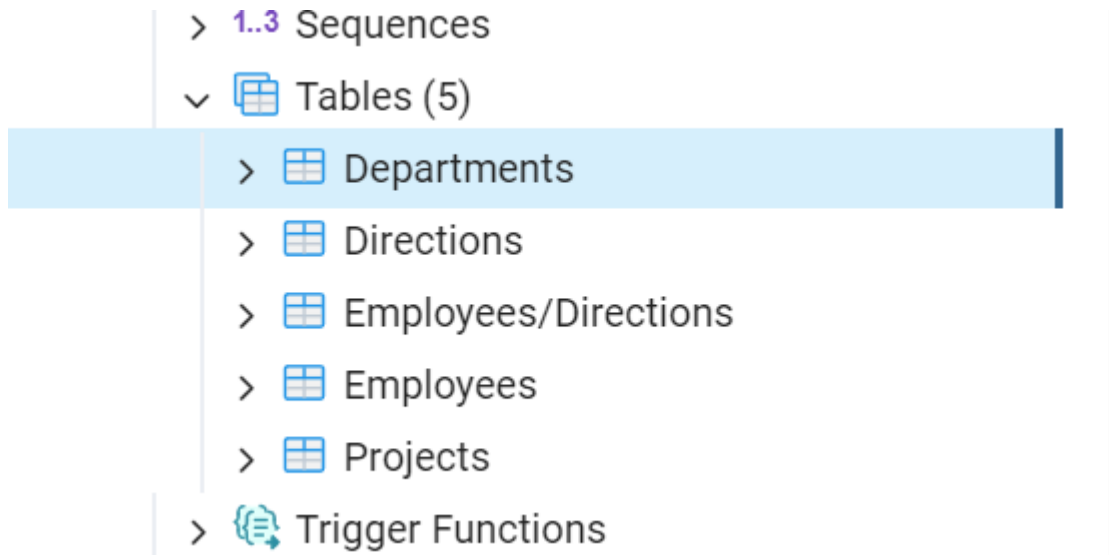 1..3 Sequences
Tables (5)
Departments
Directions
Employees/Directions
Employees
Projects
Trigger Functions